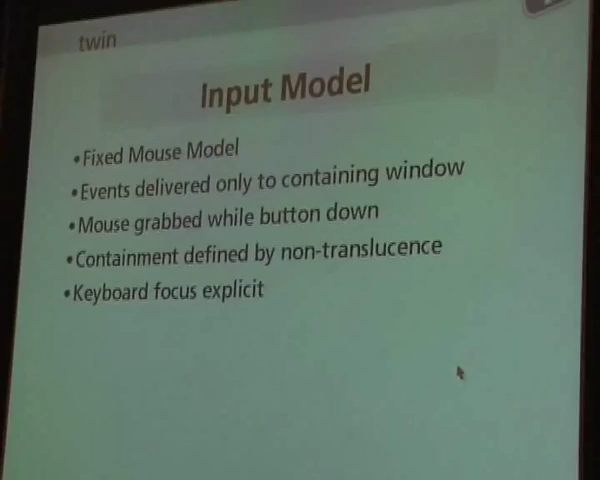 twin
Input Model
•Fixed Mouse Model
•Events delivered only to containing window
•Mouse grabbed while button down
•Containment defined by non-translucence
•Keyboard focus explicit